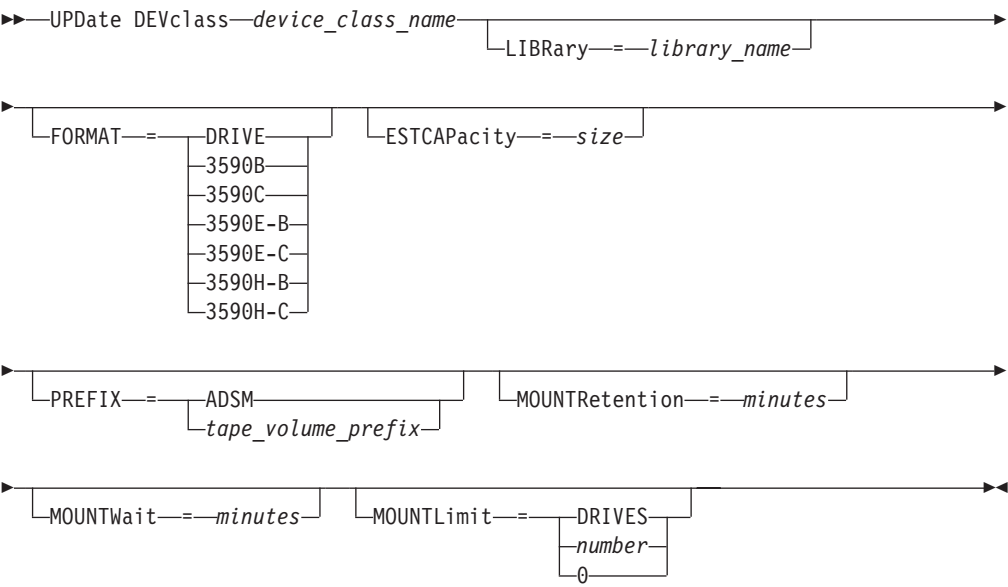 UPDate DEVclass device_class_name
LIBRary = library_name
FORMAT = DRIVE ESTCAPacity = size
3590B
3590C
3590E-B
3590E-C
3590H-B
3590H-C
PREFIX = ADSM MOUNTRetention = minutes
tape_volume_prefix
MOUNTWait = minutes MOUNTLimit = DRIVES
number
0